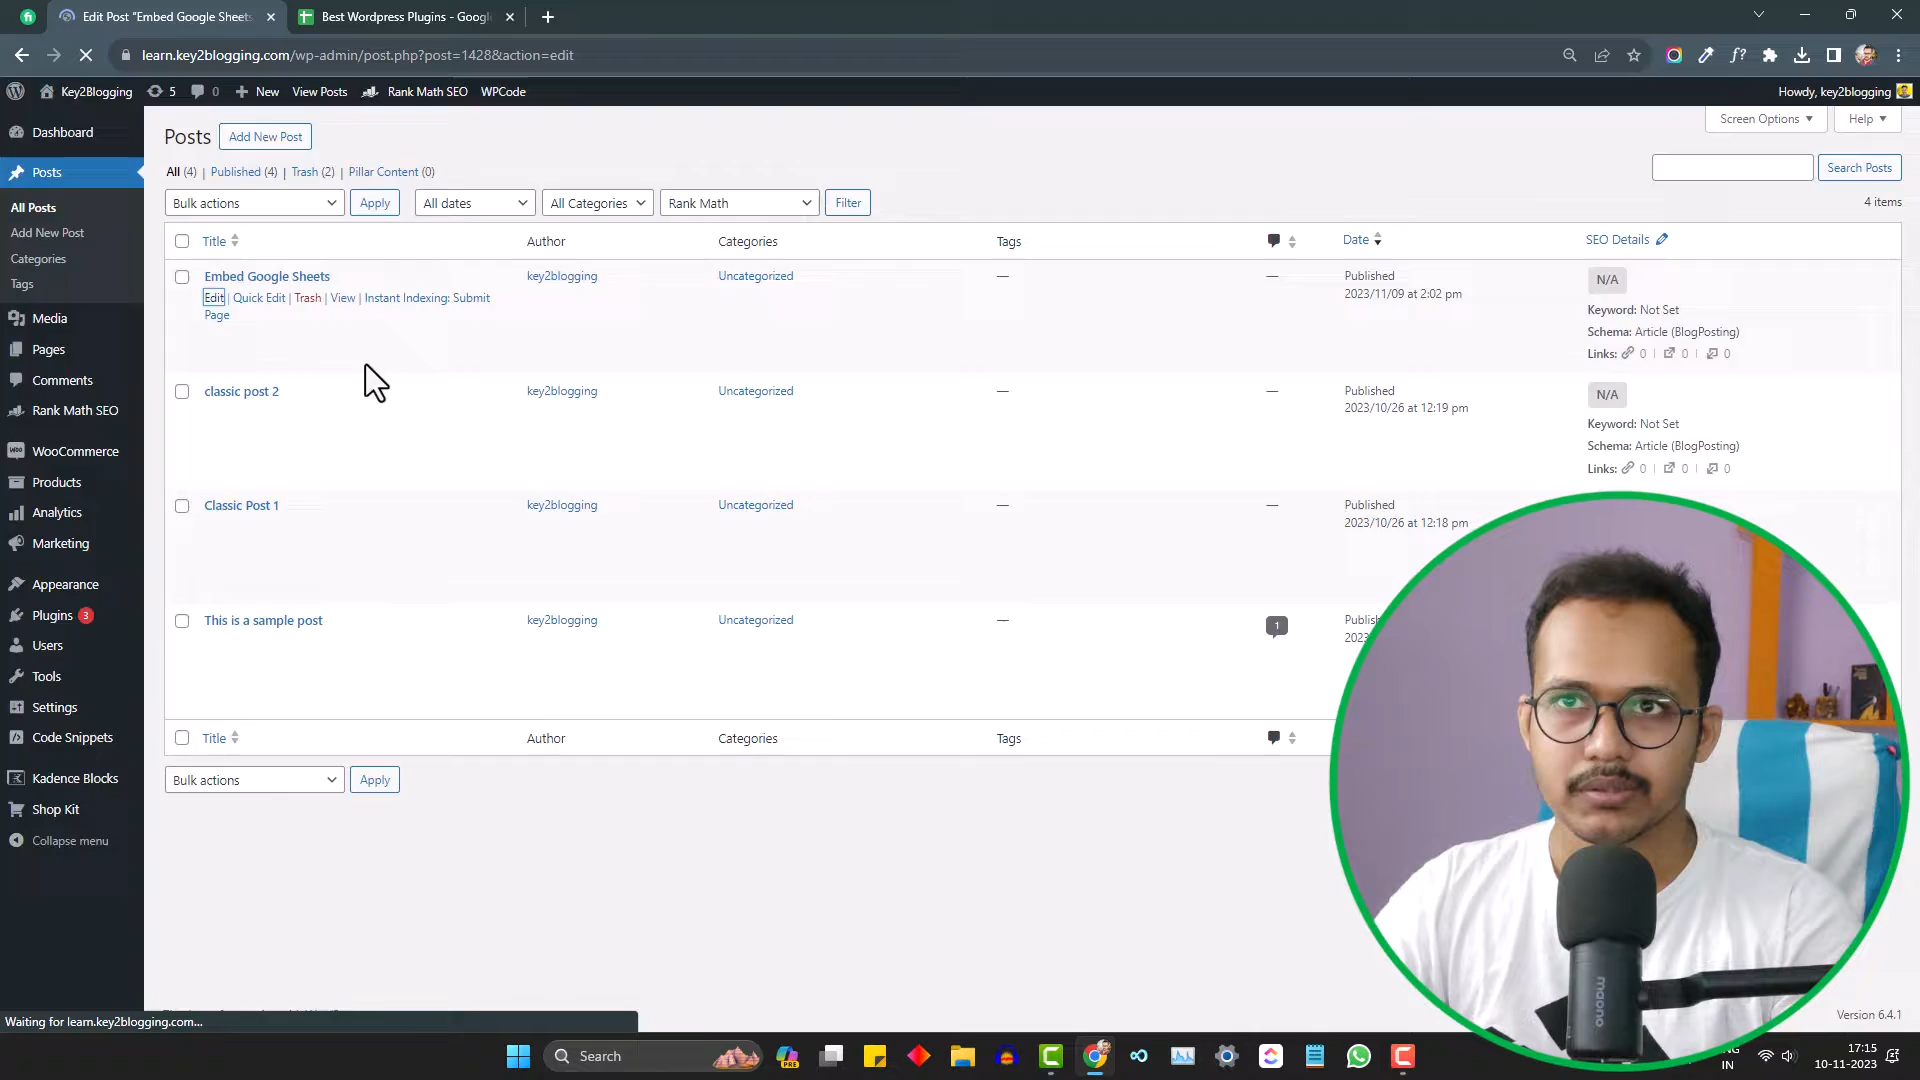 Edit Post "Embed Google Sheets
Best Wordpress Plugins - Googl
learn.key2blogging.com/wp-admin/post.php?post=1428&action=edit
Key2Blogging 5 0 New View Posts Rank Math SEO WPCode Howdy, key2blogging
Dashboard
Posts
All Posts
Add New Post
Categories
Tags
Media
Pages
Comments
Rank Math SEO
WooCommerce
Products
Analytics
Marketing
Appearance
Plugins 3
Users
Tools
Settings
Code Snippets
Kadence Blocks
Shop Kit
Collapse menu
Screen Options Help
Posts Add New Post
All (4) | Published (4) | Trash (2) | Pillar Content (0)
Search Posts
Bulk actions Apply All dates All Categories Rank Math Filter 4 items
Title Author Categories Tags Date SEO Details
Embed Google Sheets key2blogging Uncategorized — — Published N/A
Edit | Quick Edit | Trash | View | Instant Indexing: Submit 2023/11/09 at 2:02 pm
Page Keyword: Not Set
Schema: Article (BlogPosting)
Links: 0 | 0 | 0
classic post 2 key2blogging Uncategorized — — Published N/A
2023/10/26 at 12:19 pm
Keyword: Not Set
Schema: Article (BlogPosting)
Links: 0 | 0 | 0
Classic Post 1 key2blogging Uncategorized — — Published
2023/10/26 at 12:18 pm
This is a sample post key2blogging Uncategorized — 1
Title Author Categories Tags
Bulk actions Apply
Version 6.4.1
Waiting for learn.key2blogging.com...
maono
Search
PRE
IN
17:15
10-11-2023